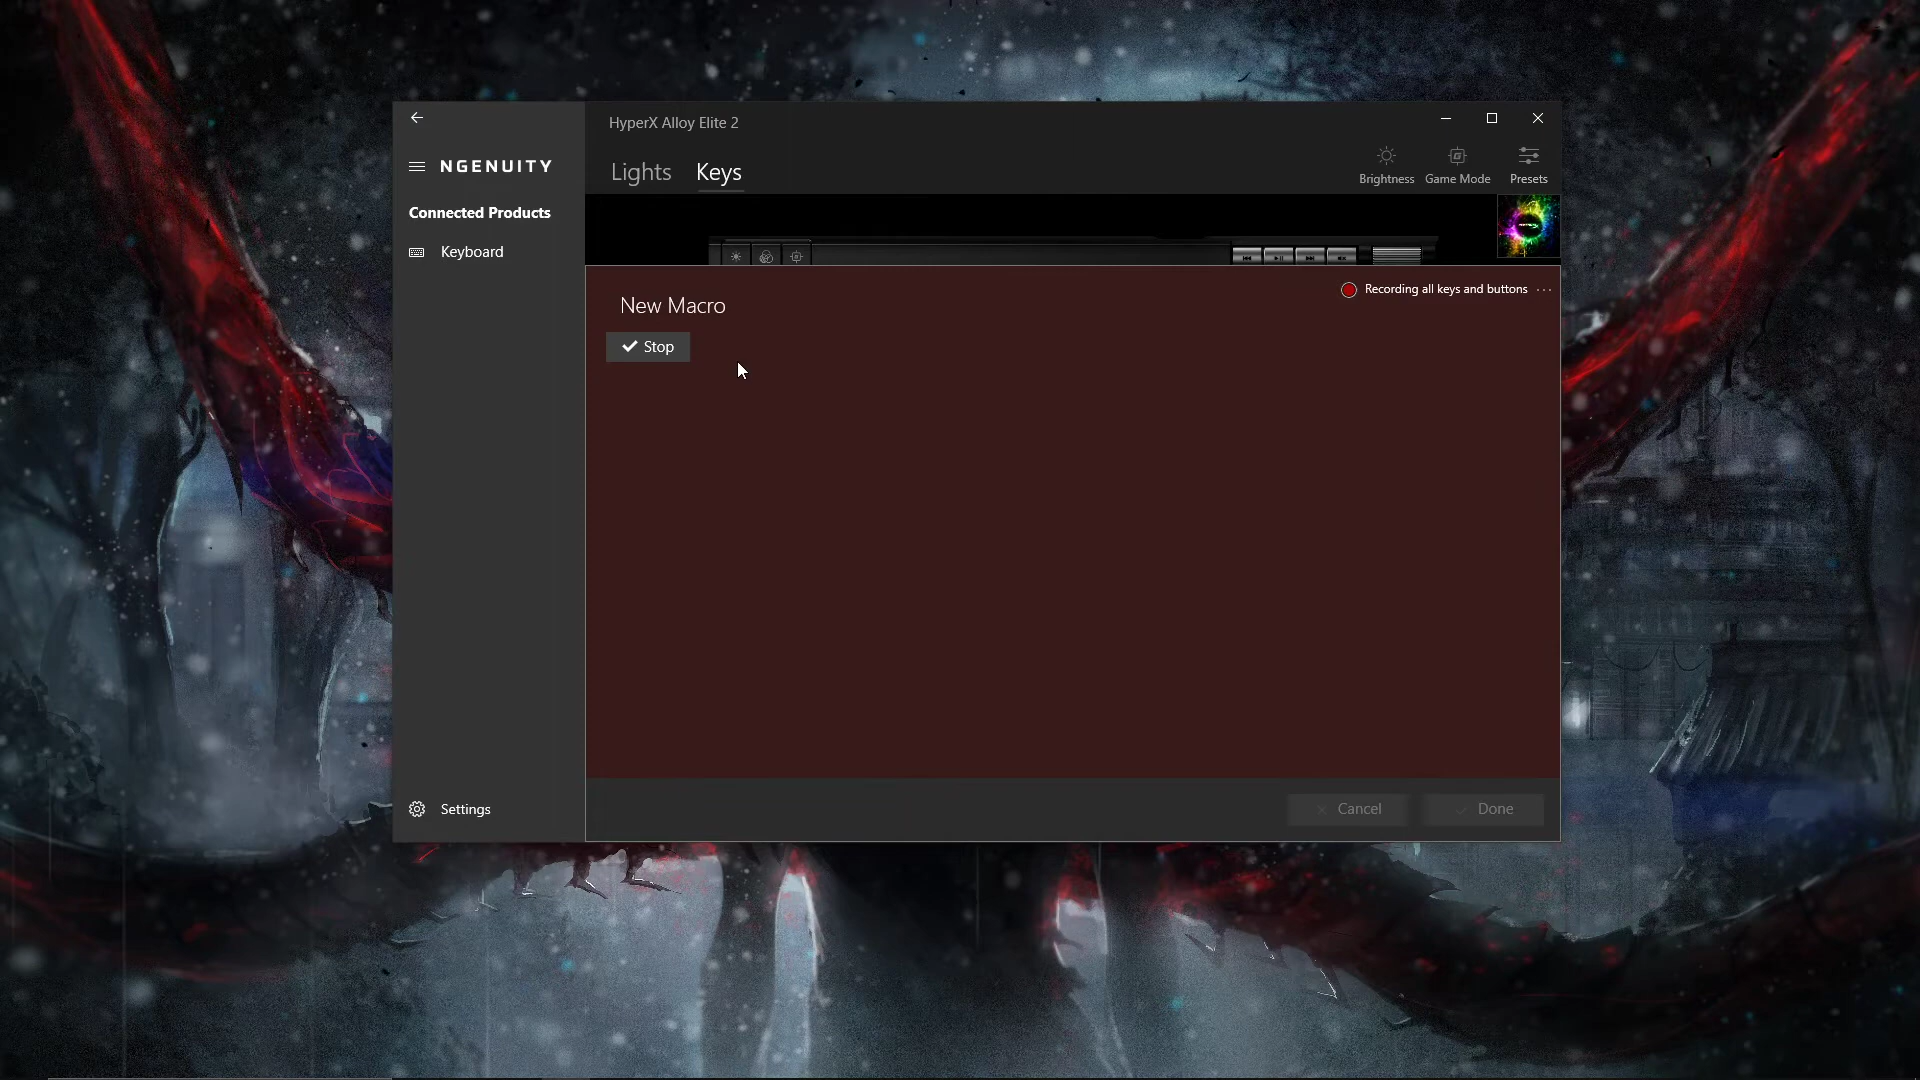 HyperX Alloy Elite 2
NGENUITY
Lights Keys
Brightness Game Mode Presets
Connected Products
Keyboard
Recording all keys and buttons
New Macro
Stop
Settings
Cancel Done